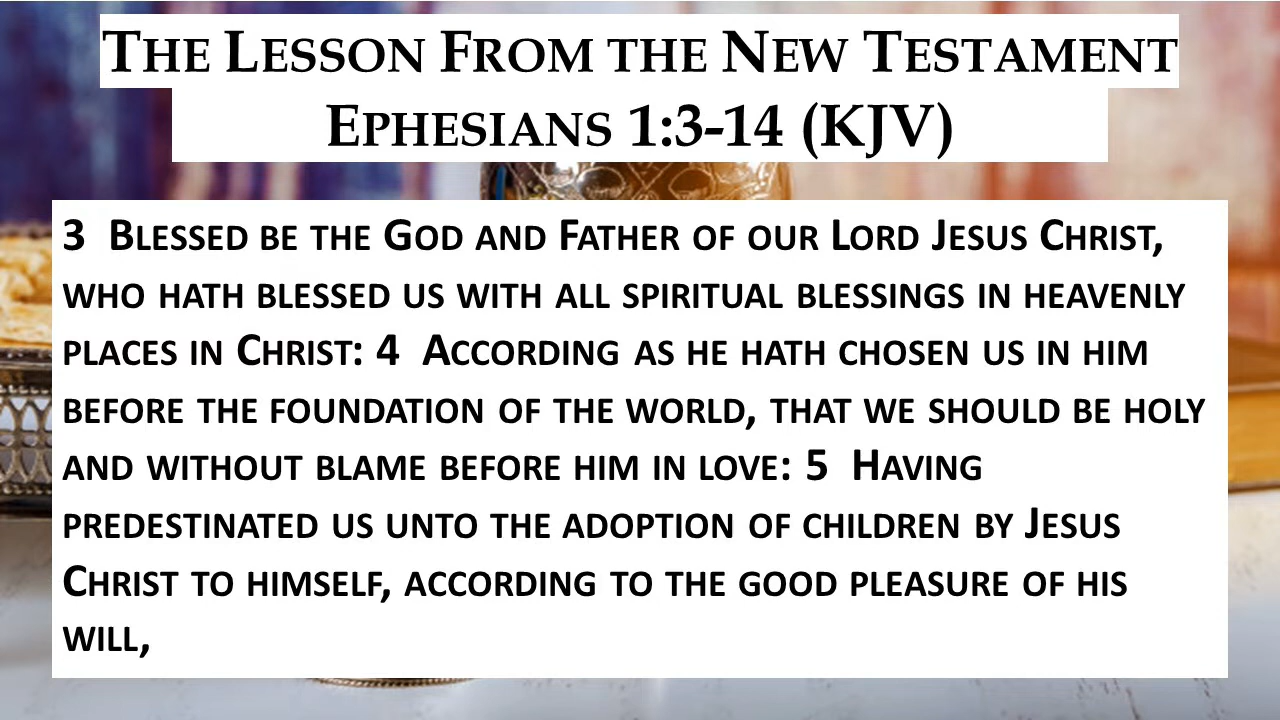 The Lesson From the New Testament
Ephesians 1:3-14 (KJV)
3 Blessed be the God and Father of our Lord Jesus Christ,
who hath blessed us with all spiritual blessings in heavenly
places in Christ: 4 According as he hath chosen us in him
before the foundation of the world, that we should be holy
and without blame before him in love: 5 Having
predestinated us unto the adoption of children by Jesus
Christ to himself, according to the good pleasure of his
will,